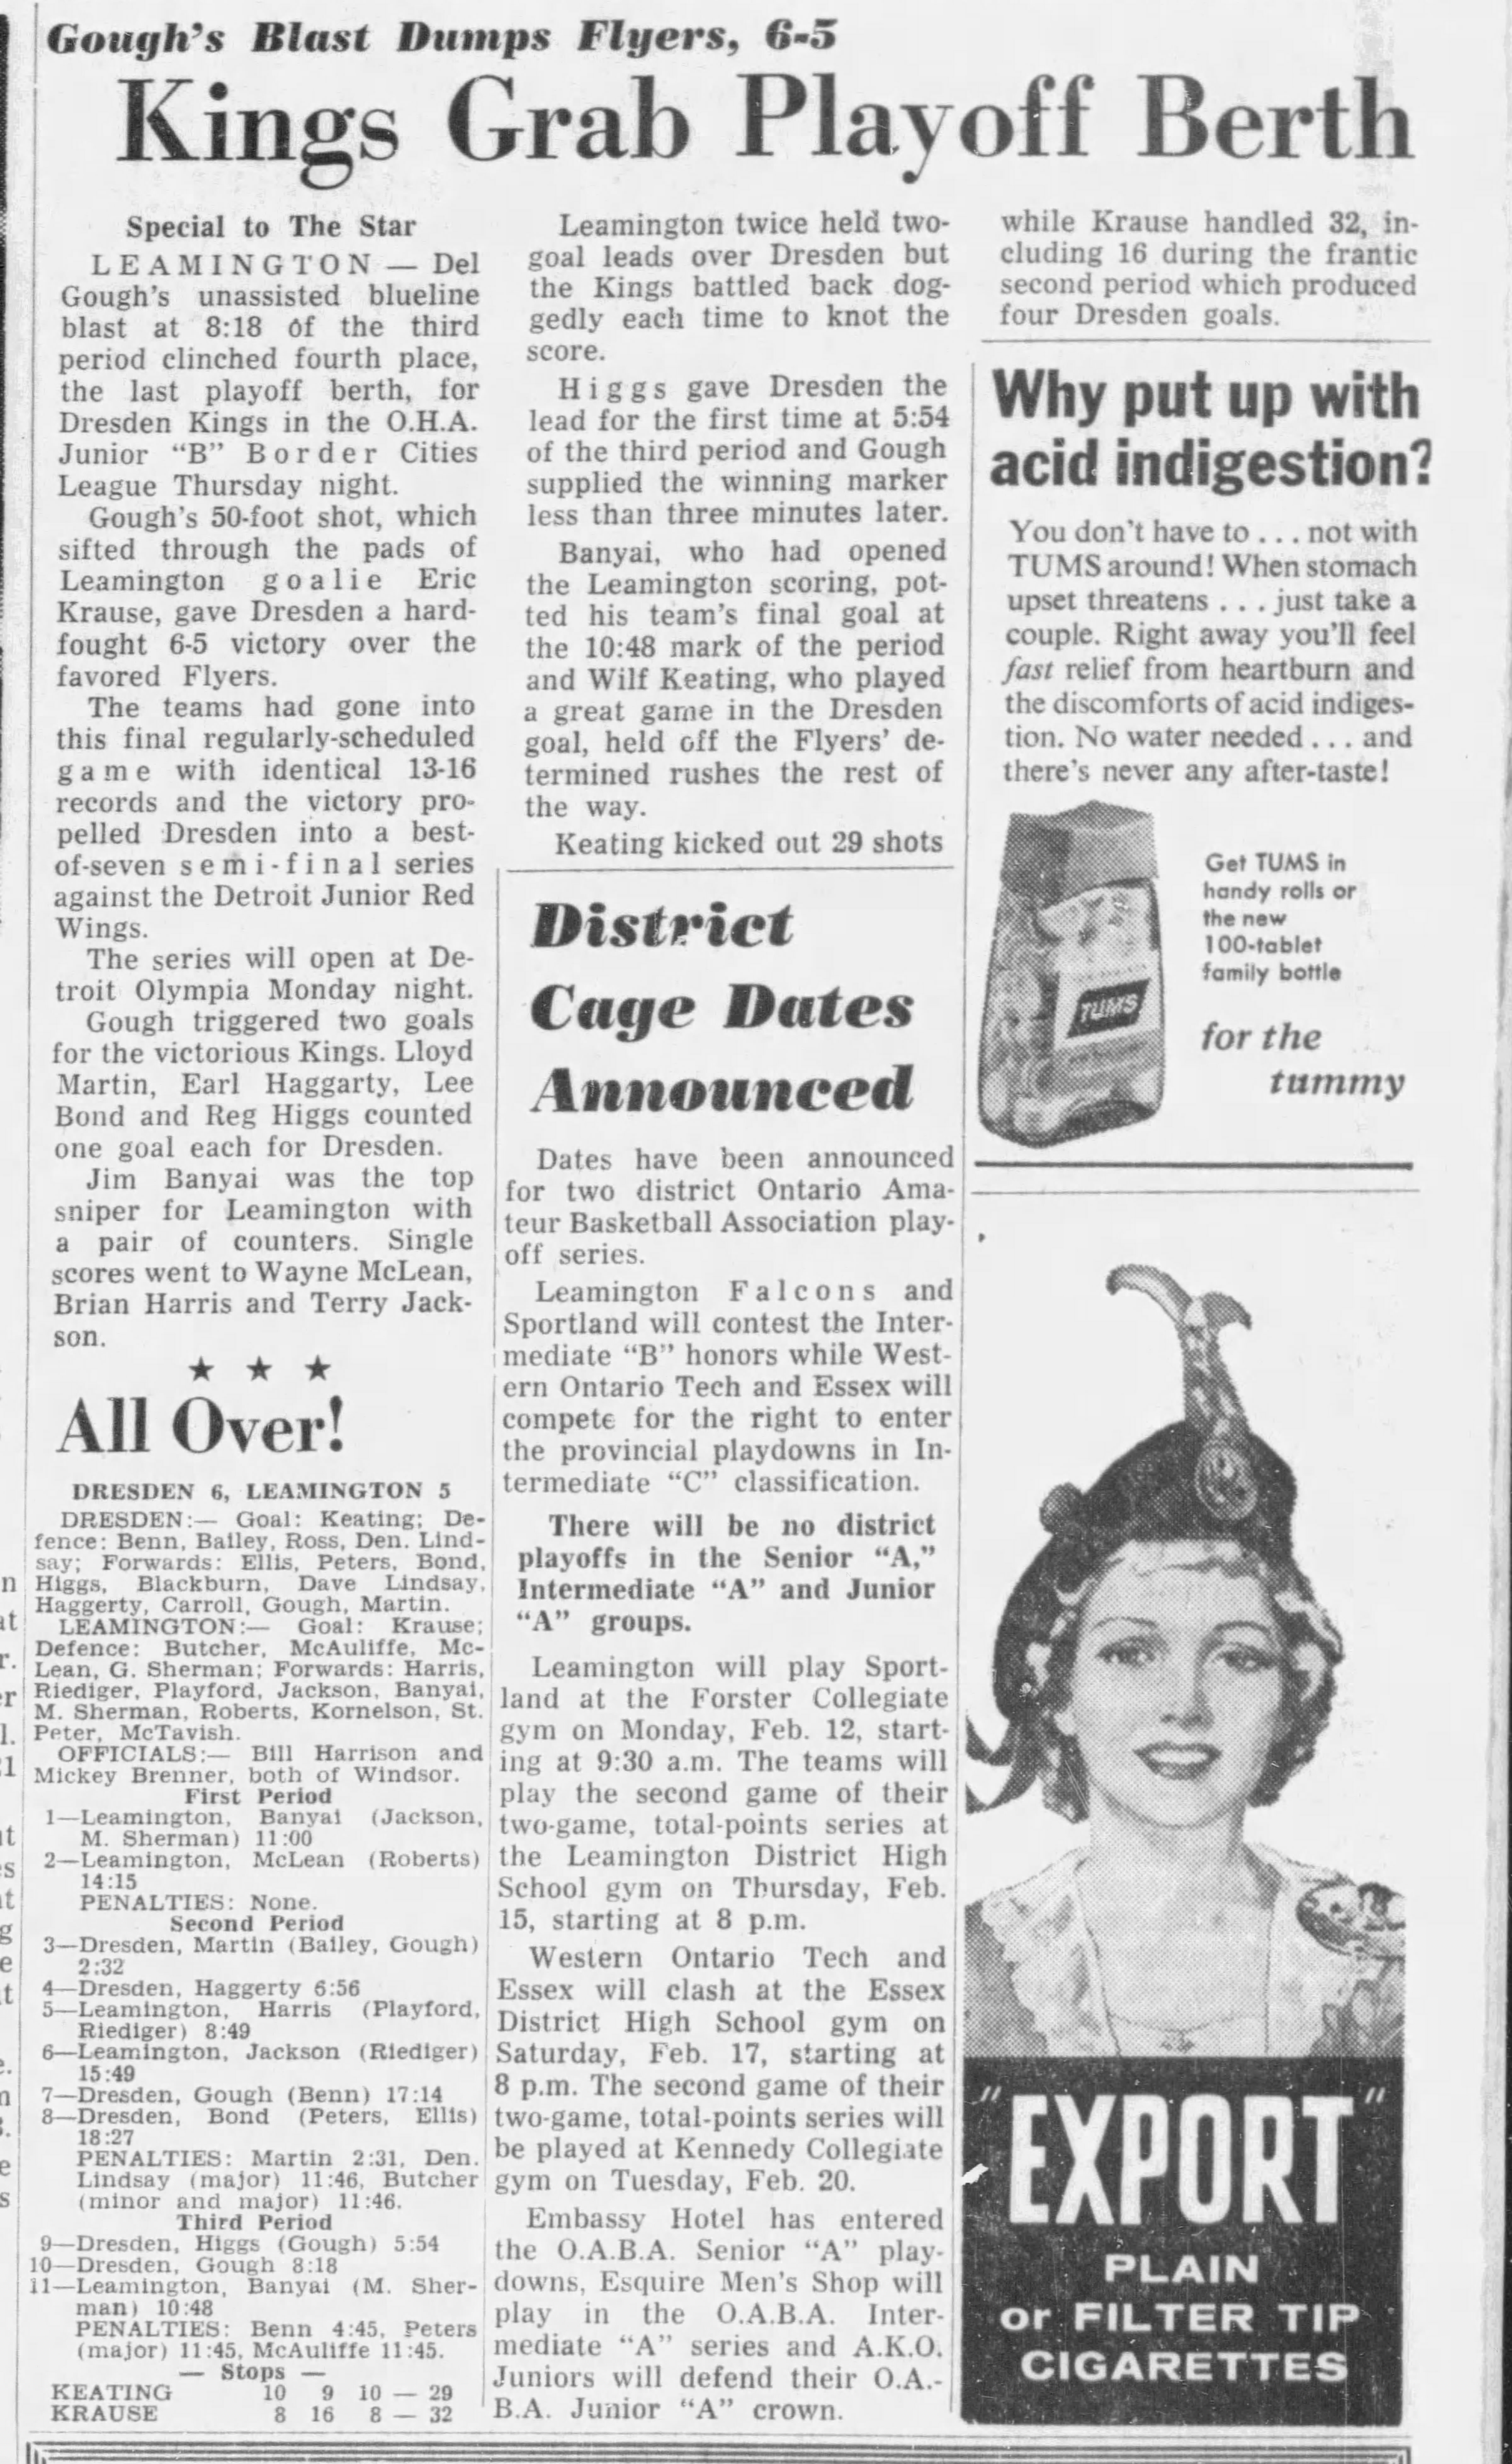 Gough's Blast Dumps Flyers, 6-5
Kings Grab Playoff Berth
Special to The Star
LEAMINGTON — Del
Gough's unassisted blueline
blast at 8:18 of the third
period clinched fourth place,
the last playoff berth, for
Dresden Kings in the O.H.A.
Junior "B" Border Cities
League Thursday night.
Gough's 50-foot shot, which
sifted through the pads of
Leamington goalie Eric
Krause, gave Dresden a hard-
fought 6-5 victory over the
favored Flyers.
The teams had gone into
this final regularly-scheduled
game with identical 13-16
records and the victory pro-
pelled Dresden into a best-
of-seven semi-final series
against the Detroit Junior Red
Wings.
The series will open at De-
troit Olympia Monday night.
Gough triggered two goals
for the victorious Kings. Lloyd
Martin, Earl Haggarty, Lee
Bond and Reg Higgs counted
one goal each for Dresden.
Jim Banyai was the top
sniper for Leamington with
a pair of counters. Single
scores went to Wayne McLean,
Brian Harris and Terry Jack-
son.
★ ★ ★
All Over!
DRESDEN 6, LEAMINGTON 5
DRESDEN:— Goal: Keating; De-
fence: Benn, Bailey, Ross, Den. Lind-
say; Forwards: Ellis, Peters, Bond,
Higgs, Blackburn, Dave Lindsay,
Haggerty, Carroll, Gough, Martin.
LEAMINGTON:— Goal: Krause;
Defence: Butcher, McAuliffe, Mc-
Lean, G. Sherman; Forwards: Harris,
Riediger, Playford, Jackson, Banyai,
M. Sherman, Roberts, Kornelson, St.
Peter, McTavish.
OFFICIALS:— Bill Harrison and
Mickey Brenner, both of Windsor.
First Period
1—Leamington, Banyai (Jackson,
M. Sherman) 11:00
2—Leamington, McLean (Roberts)
14:15
PENALTIES: None.
Second Period
3—Dresden, Martin (Bailey, Gough)
2:32
4—Dresden, Haggerty 6:56
5—Leamington, Harris (Playford,
Riediger) 8:49
6—Leamington, Jackson (Riediger)
15:49
7—Dresden, Gough (Benn) 17:14
8—Dresden, Bond (Peters, Ellis)
18:27
PENALTIES: Martin 2:31, Den.
Lindsay (major) 11:46, Butcher
(minor and major) 11:46.
Third Period
9—Dresden, Higgs (Gough) 5:54
10—Dresden, Gough 8:18
11—Leamington, Banyai (M. Sher-
man) 10:48
PENALTIES: Benn 4:45, Peters
(major) 11:45, McAuliffe 11:45.
— Stops —
KEATING 10 9 10 — 29
KRAUSE 8 16 8 — 32
Leamington twice held two-
goal leads over Dresden but
the Kings battled back dog-
gedly each time to knot the
score.
Higgs gave Dresden the
lead for the first time at 5:54
of the third period and Gough
supplied the winning marker
less than three minutes later.
Banyai, who had opened
the Leamington scoring, pot-
ted his team's final goal at
the 10:48 mark of the period
and Wilf Keating, who played
a great game in the Dresden
goal, held off the Flyers' de-
termined rushes the rest of
the way.
Keating kicked out 29 shots
while Krause handled 32, in-
cluding 16 during the frantic
second period which produced
four Dresden goals.
District
Cage Dates
Announced
Dates have been announced
for two district Ontario Ama-
teur Basketball Association play-
off series.
Leamington Falcons and
Sportland will contest the Inter-
mediate "B" honors while West-
ern Ontario Tech and Essex will
compete for the right to enter
the provincial playdowns in In-
termediate "C" classification.
There will be no district
playoffs in the Senior "A,"
Intermediate "A" and Junior
"A" groups.
Leamington will play Sport-
land at the Forster Collegiate
gym on Monday, Feb. 12, start-
ing at 9:30 a.m. The teams will
play the second game of their
two-game, total-points series at
the Leamington District High
School gym on Thursday, Feb.
15, starting at 8 p.m.
Western Ontario Tech and
Essex will clash at the Essex
District High School gym on
Saturday, Feb. 17, starting at
8 p.m. The second game of their
two-game, total-points series will
be played at Kennedy Collegiate
gym on Tuesday, Feb. 20.
Embassy Hotel has entered
the O.A.B.A. Senior "A" play-
downs, Esquire Men's Shop will
play in the O.A.B.A. Inter-
mediate "A" series and A.K.O.
Juniors will defend their O.A.-
B.A. Junior "A" crown.
Why put up with
acid indigestion?
You don't have to . . . not with
TUMS around! When stomach
upset threatens . . . just take a
couple. Right away you'll feel
fast relief from heartburn and
the discomforts of acid indiges-
tion. No water needed . . . and
there's never any after-taste!
TUMS
Get TUMS in
handy rolls or
the new
100-tablet
family bottle
for the
tummy
"EXPORT"
PLAIN
or FILTER TIP
CIGARETTES